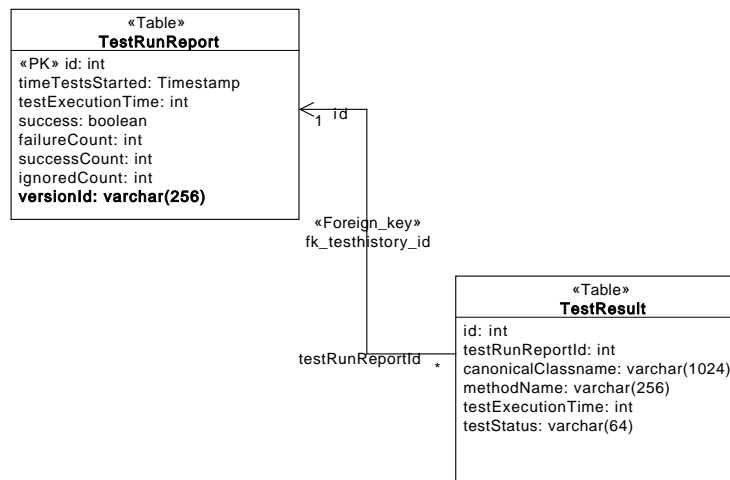 «Table»
TestRunReport
«PK» id: int
timeTestsStarted: Timestamp
testExecutionTime: int
success: boolean
failureCount: int
successCount: int
ignoredCount: int
versionId: varchar(256)
1 id
«Foreign_key»
fk_testhistory_id
testRunReportId *
«Table»
TestResult
id: int
testRunReportId: int
canonicalClassname: varchar(1024)
methodName: varchar(256)
testExecutionTime: int
testStatus: varchar(64)